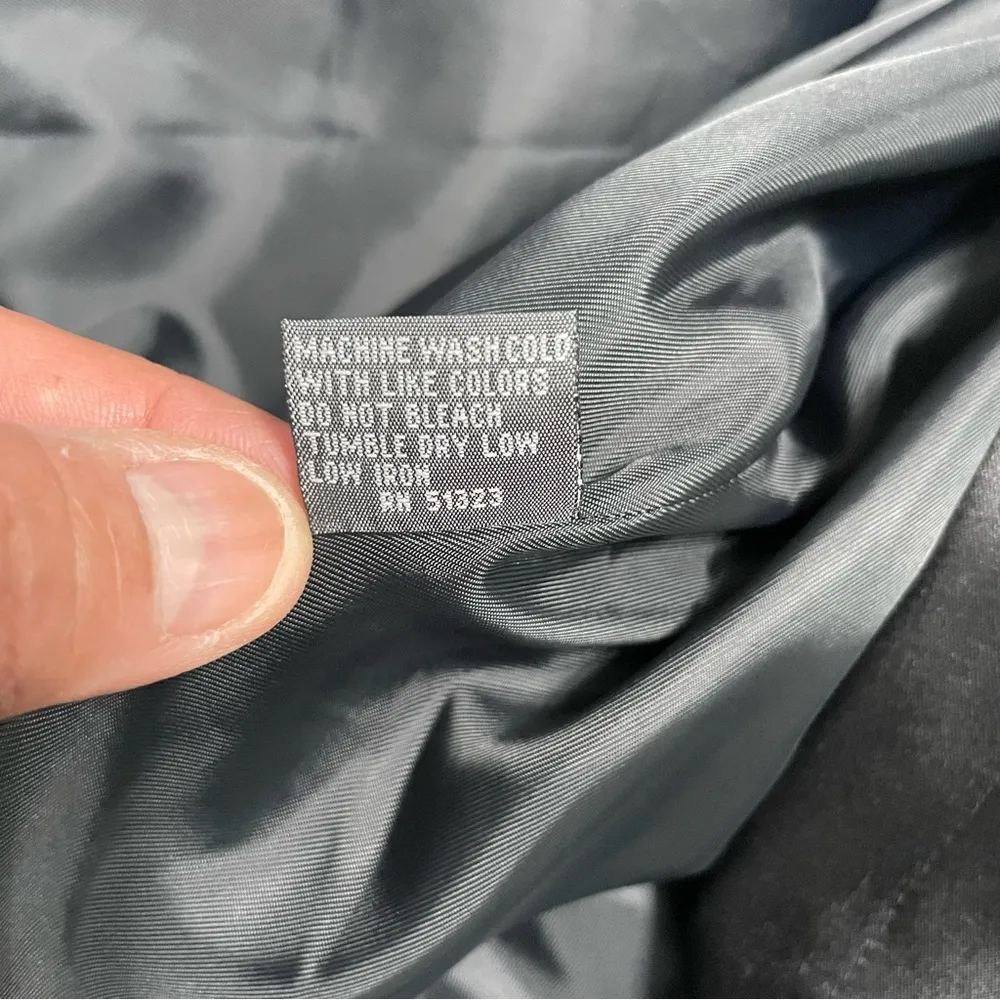 MACHINE WASH COLD
WITH LIKE COLORS
DO NOT BLEACH
TUMBLE DRY LOW
LOW IRON
RN 51323